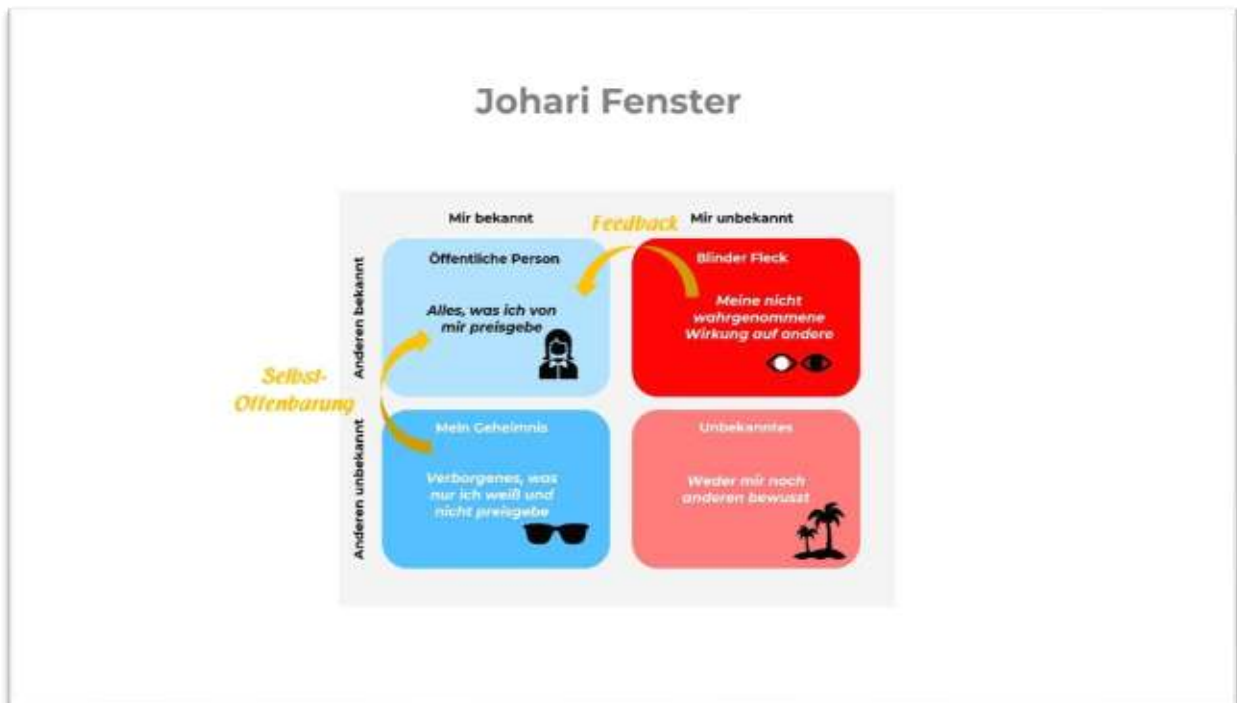 Johari Fenster
Mir bekannt
Feedback
Mir unbekannt
Anderen bekannt
Öffentliche Person
Alles, was ich von
mir preisgebe
Blinder Fleck
Meine nicht
wahrgenommene
Wirkung auf andere
Selbst-
Offenbarung
Anderen unbekannt
Mein Geheimnis
Verborgenes, was
nur ich weiß und
nicht preisgebe
Unbekanntes
Weder mir noch
anderen bewusst